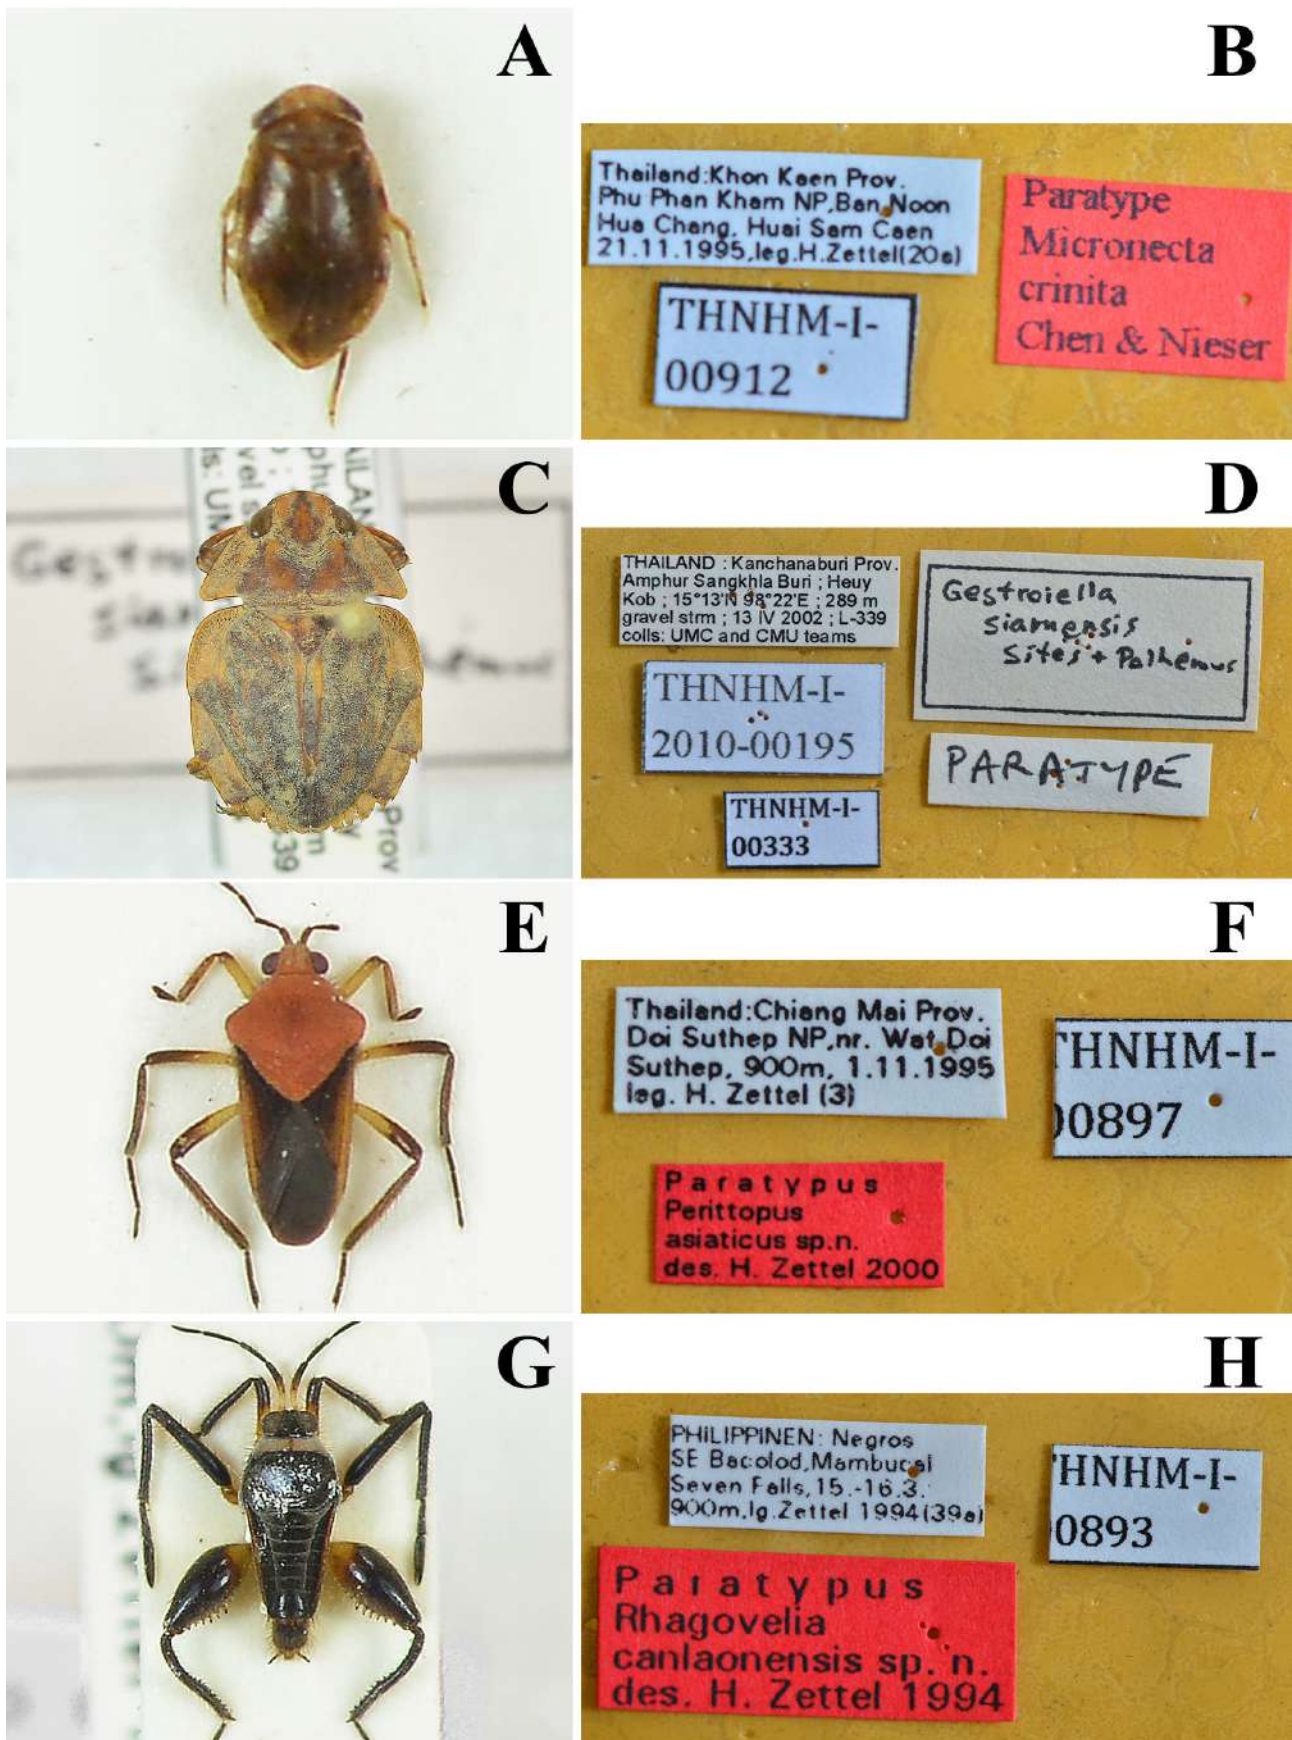 A
B
Thailand:Khon Kaen Prov.
Phu Phan Kham NP,Ban Noon
Hua Chang, Huai Sam Caen
21.11.1995,leg.H.Zettel(20a)
Paratype
Micronecta
crinita
Chen & Nieser
THNHM-I-
00912
C
D
THAILAND : Kanchanaburi Prov.
Amphur Sangkhla Buri ; Heuy
Kob ; 15°13'N 98°22'E ; 289 m
gravel strm ; 13 IV 2002 ; L-339
colls: UMC and CMU teams
Gestroiella
siamensis
Sites + Polhemus
THNHM-I-
2010-00195
PARATYPE
THNHM-I-
00333
E
F
Thailand:Chiang Mai Prov.
Doi Suthep NP,nr. Wat Doi
Suthep, 900m, 1.11.1995
leg. H. Zettel (3)
THNHM-I-
00897
Paratypus
Perittopus
asiaticus sp.n.
des. H. Zettel 2000
G
H
PHILIPPINEN: Negros
SE Bacolod,Mambucal
Seven Falls,15.-16.3.
900m,lg.Zettel 1994(39a)
HNHM-I-
0893
Paratypus
Rhagovelia
canlaonensis sp. n.
des. H. Zettel 1994